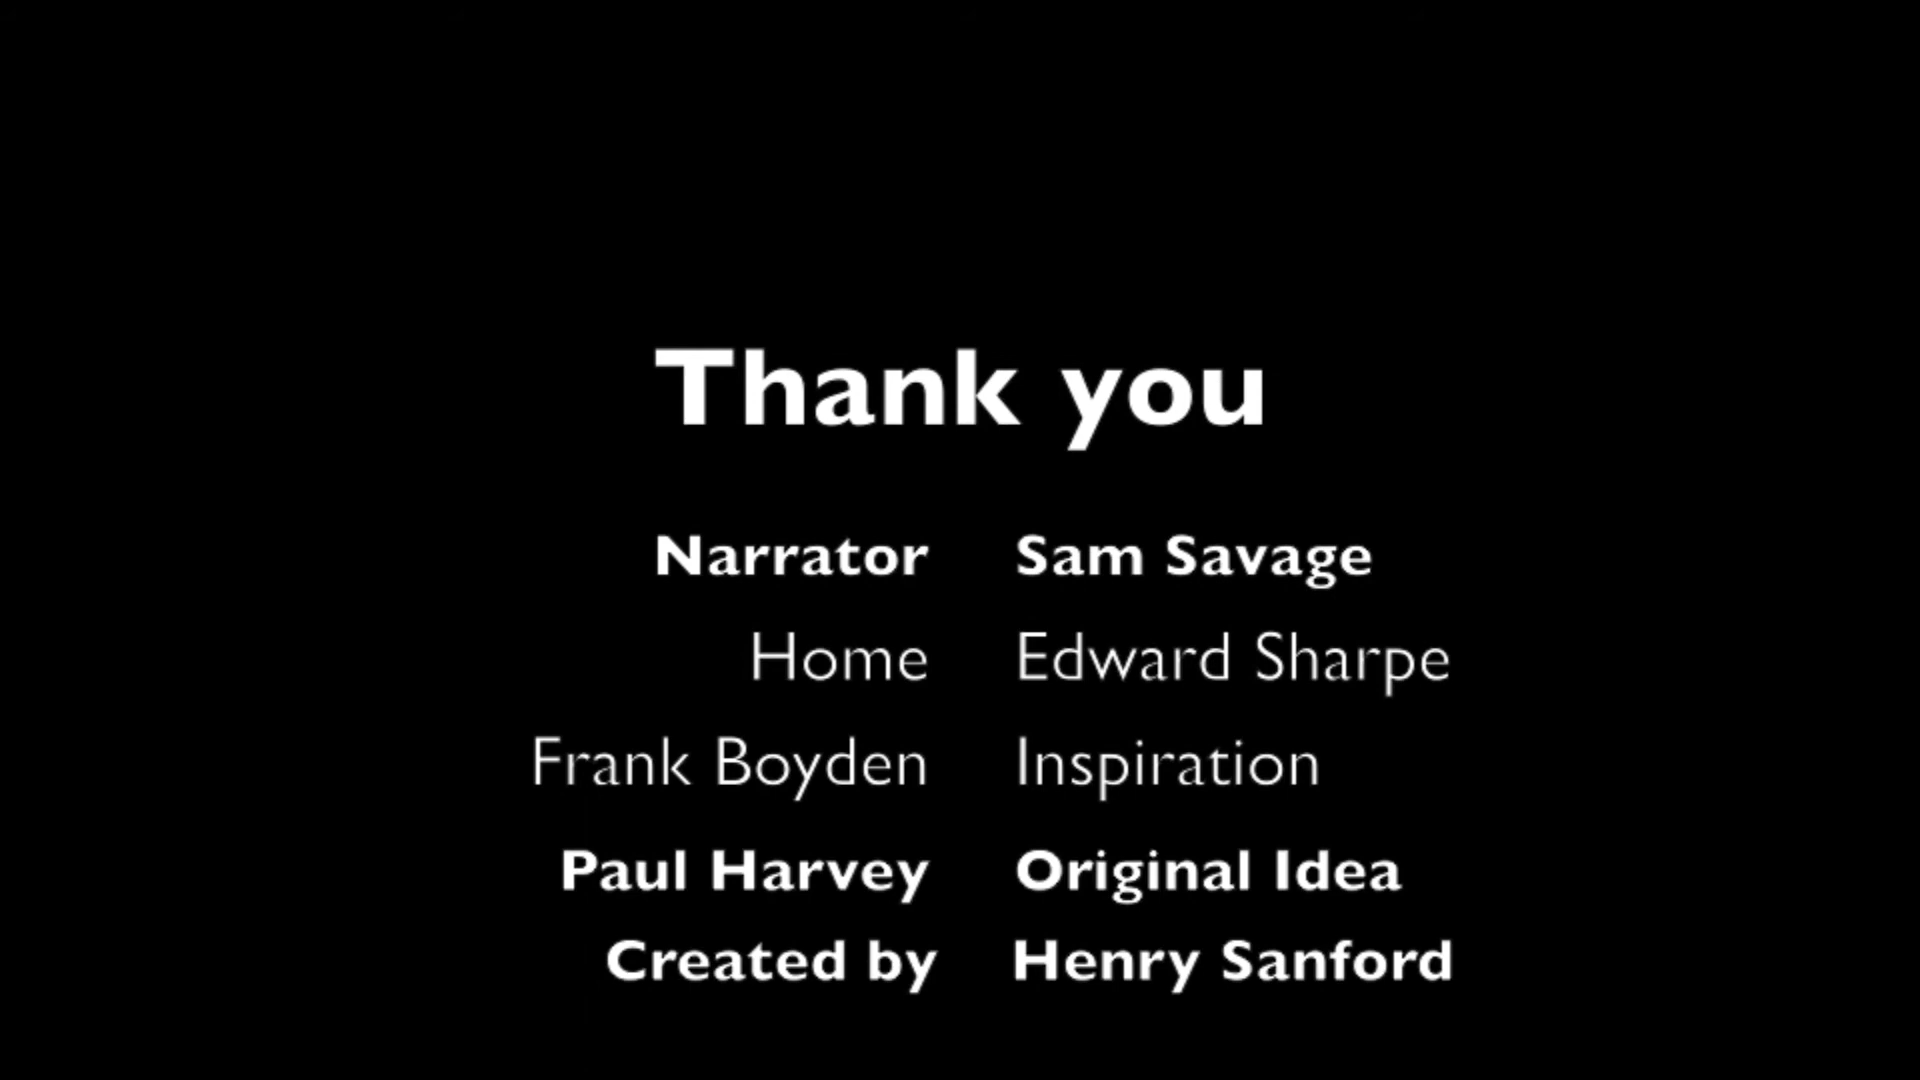 Thank you
Narrator Sam Savage
Home Edward Sharpe
Frank Boyden Inspiration
Paul Harvey Original Idea
Created by Henry Sanford